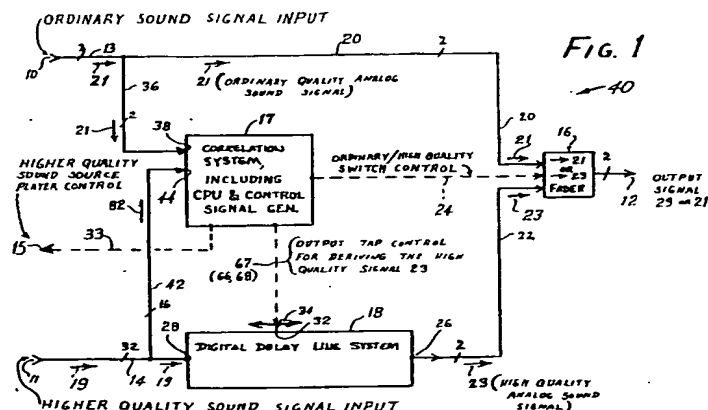 ORDINARY SOUND SIGNAL INPUT
FIG. 1
10 2 13 20 2
21 36 21 (ORDINARY QUALITY ANALOG
SOUND SIGNAL)
40
21 2 38 17
CORRELATION
SYSTEM,
INCLUDING
CPU & CONTROL
SIGNAL GEN.
44
HIGHER QUALITY
SOUND SOURCE
PLAYER CONTROL
82
ORDINARY/HIGH QUALITY
SWITCH CONTROL
24
20
21
16
21
OR
23
FADER
2
12
OUTPUT
SIGNAL
23
22
15 33
67
(66, 68)
OUTPUT TAP CONTROL
FOR DERIVING THE HIGH
QUALITY SIGNAL 23
42
16
34
32
18
11 32 19 14 19 28
DIGITAL DELAY LINE SYSTEM
26 2
23 (HIGH QUALITY
ANALOG SOUND
SIGNAL)
HIGHER QUALITY SOUND SIGNAL INPUT